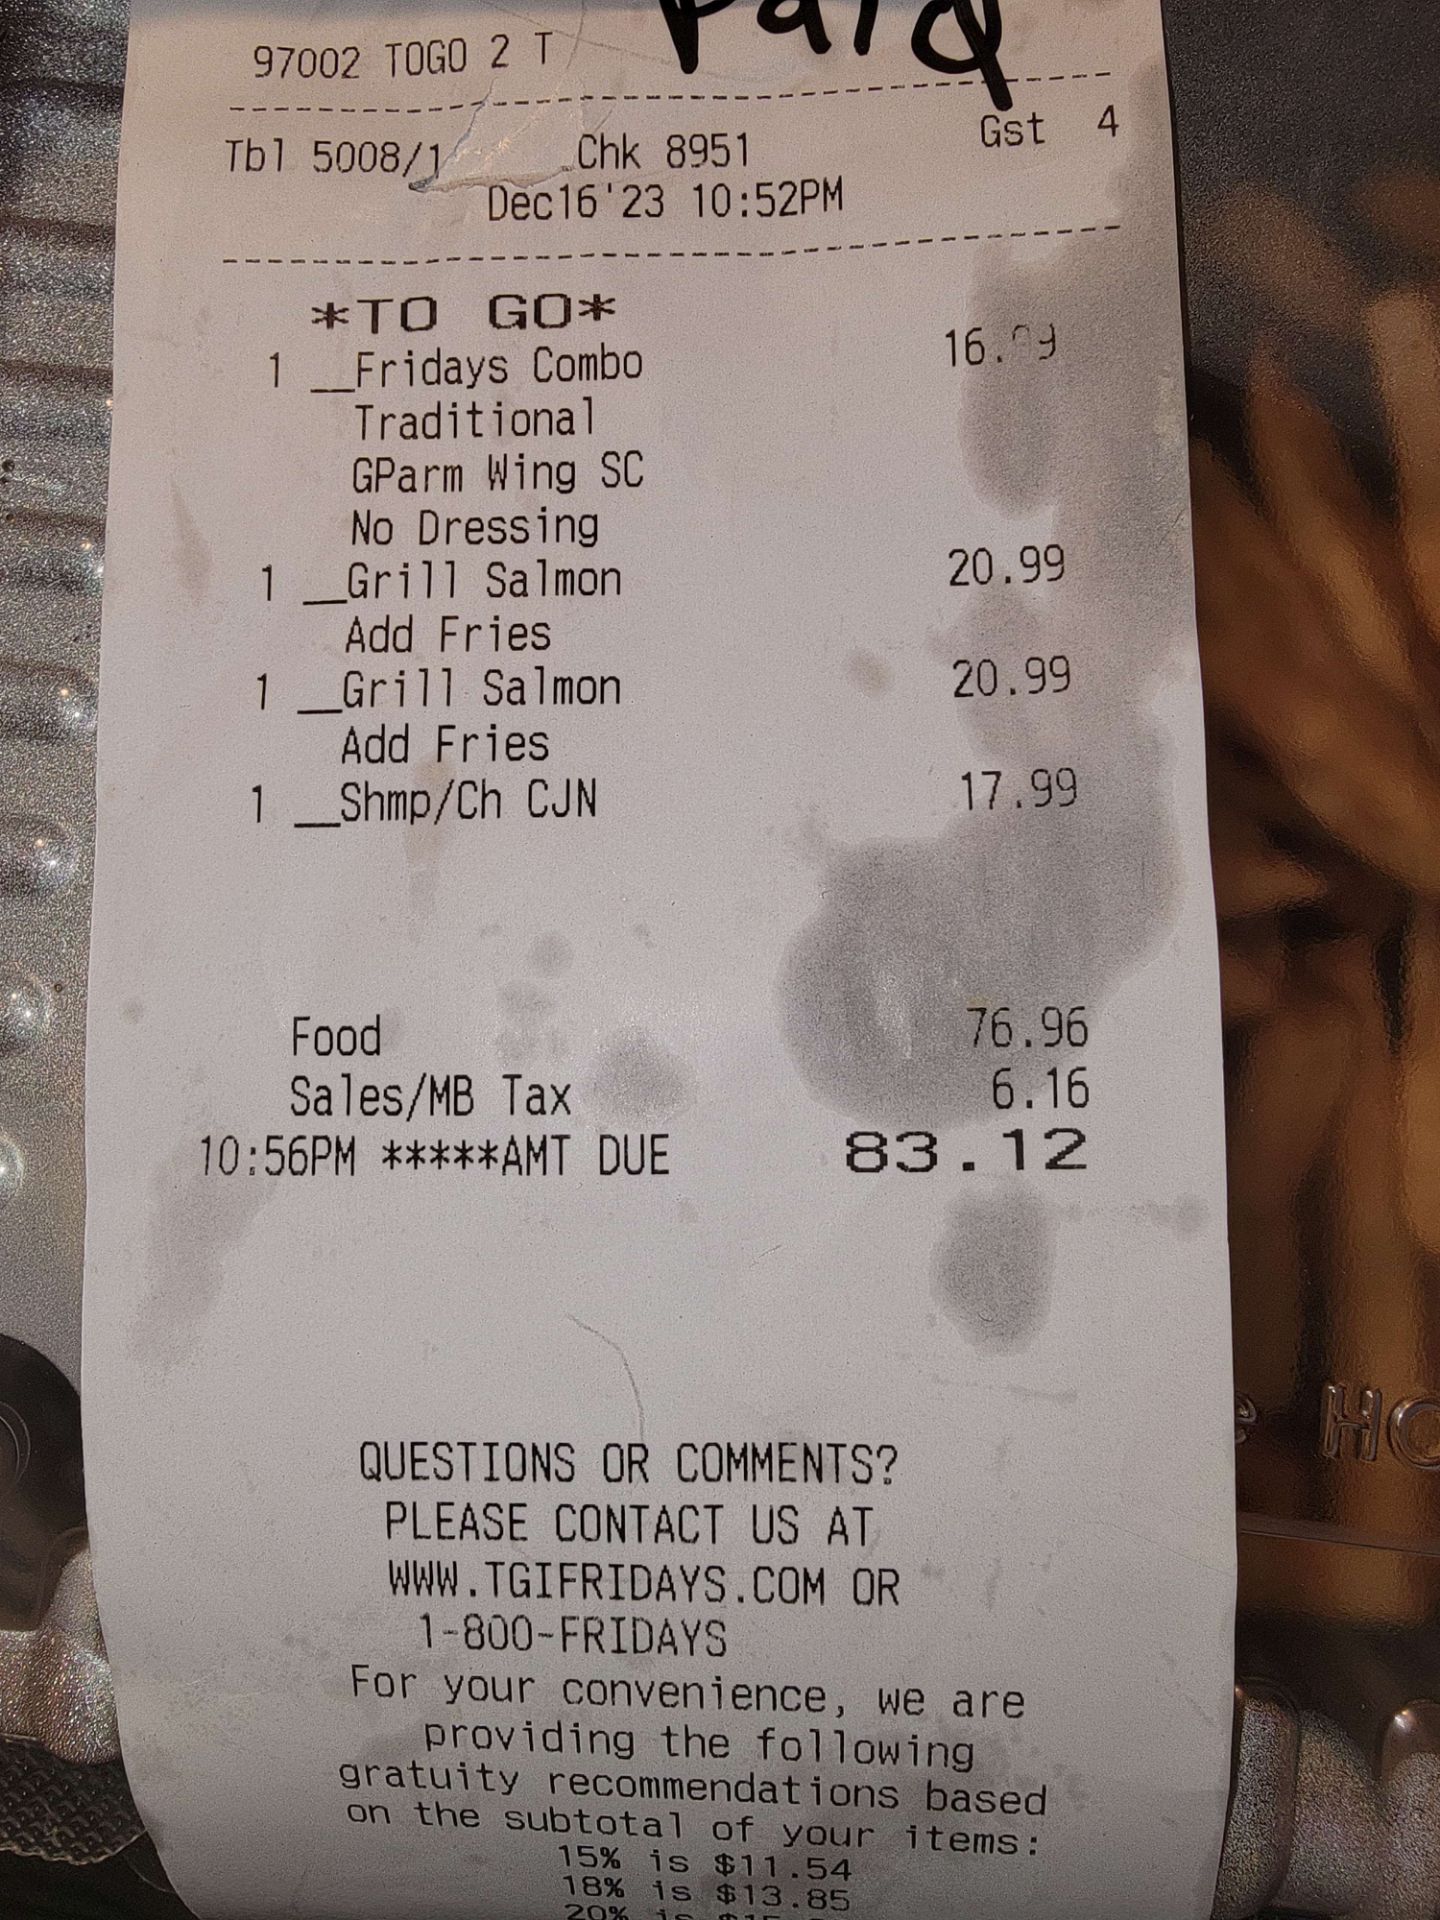 Paid
97002 TOGO 2 T
Tbl 5008/1 Chk 8951 Gst 4
Dec16'23 10:52PM
*TO GO*
1 __Fridays Combo
Traditional
GParm Wing SC
No Dressing
1 __Grill Salmon 20.99
Add Fries
1 __Grill Salmon 20.99
Add Fries
1 __Shmp/Ch CJN 17.99
Food 76.96
Sales/MB Tax 6.16
10:56PM *****AMT DUE 83.12
QUESTIONS OR COMMENTS?
PLEASE CONTACT US AT
WWW.TGIFRIDAYS.COM OR
1-800-FRIDAYS
For your convenience, we are
providing the following
gratuity recommendations based
on the subtotal of your items:
15% is $11.54
18% is $13.85
20% is